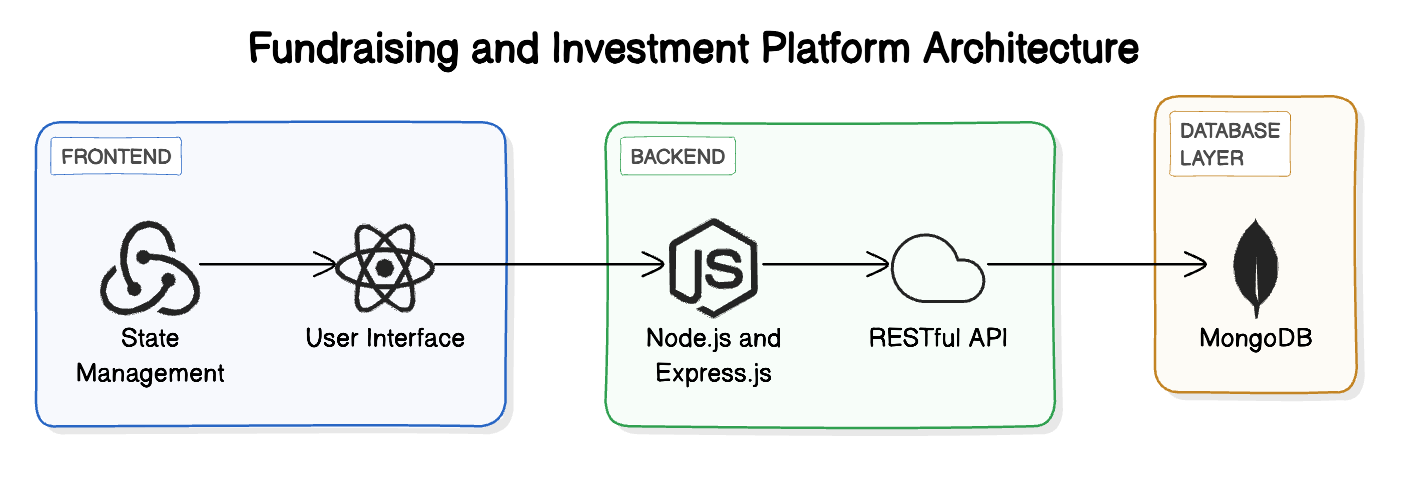 Fundraising and Investment Platform Architecture
FRONTEND
State
Management
User Interface
BACKEND
JS
Node.js and
Express.js
RESTful API
DATABASE
LAYER
MongoDB